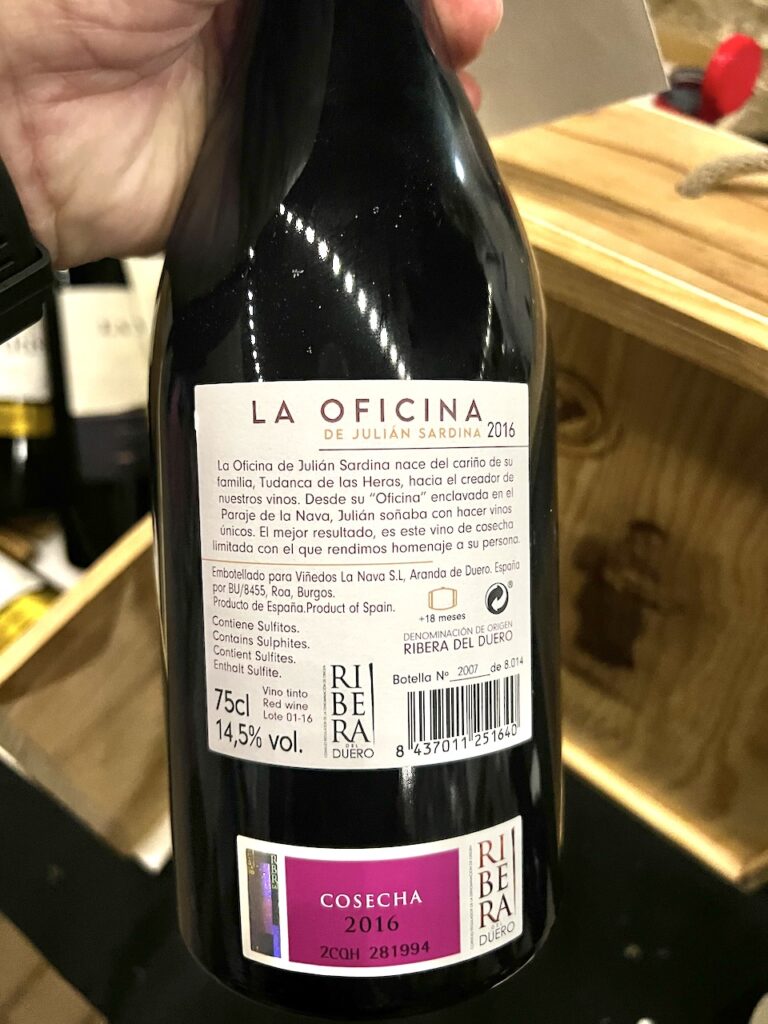 LA OFICINA
DE JULIÁN SARDINA 2016
La Oficina de Julián Sardina nace del cariño de su
familia, Tudanca de las Heras, hacia el creador de
nuestros vinos. Desde su "Oficina" enclavada en el
Paraje de la Nava, Julián soñaba con hacer vinos
únicos. El mejor resultado, es este vino de cosecha
limitada con el que rendimos homenaje a su persona.
Embotellado para Viñedos La Nava S.L, Aranda de Duero. España
por BU/8455, Roa, Burgos.
Producto de España.Product of Spain.
+18 meses
®
Contiene Sulfitos.
Contains Sulphites.
Contient Sulfites.
Enthalt Sulfite.
DENOMINACIÓN DE ORIGEN
RIBERA DEL DUERO
Botella Nº 2007 de 8.014
75cl
Vino tinto
Red wine
Lote 01-16
14,5% vol.
RI
BE
RA
DEL
DUERO
8 437011 251640
COSECHA
2016
2CQH 281994
RI
BE
RA
DEL
DUERO